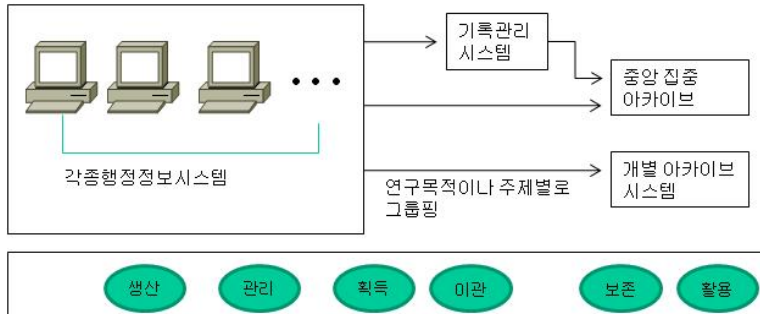 기록관리
시스템
중앙 집중
아카이브
각종행정정보시스템
연구목적이나 주제별로
그룹핑
개별 아카이브
시스템
생산
관리
획득
이관
보존
활용